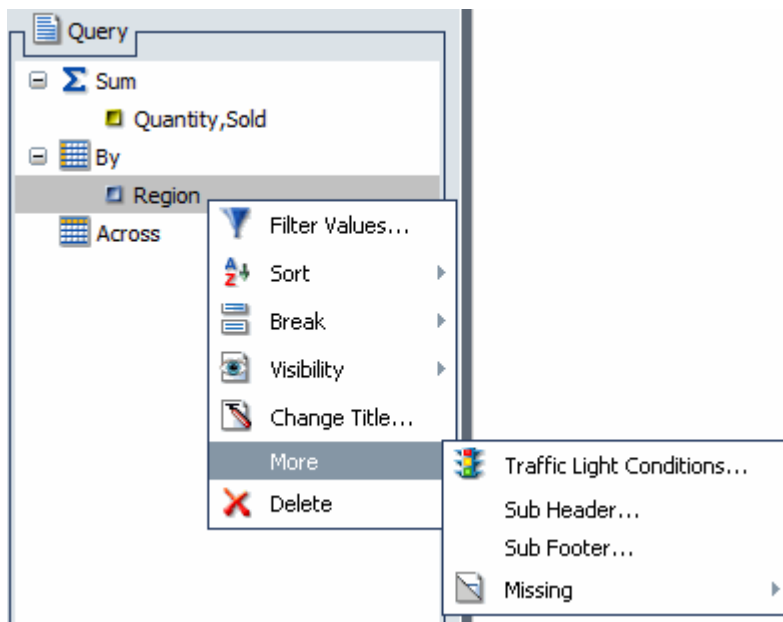 Query
Sum
Quantity,Sold
By
Region
Across
Filter Values...
Sort
Break
Visibility
Change Title...
More
Delete
Traffic Light Conditions...
Sub Header...
Sub Footer...
Missing